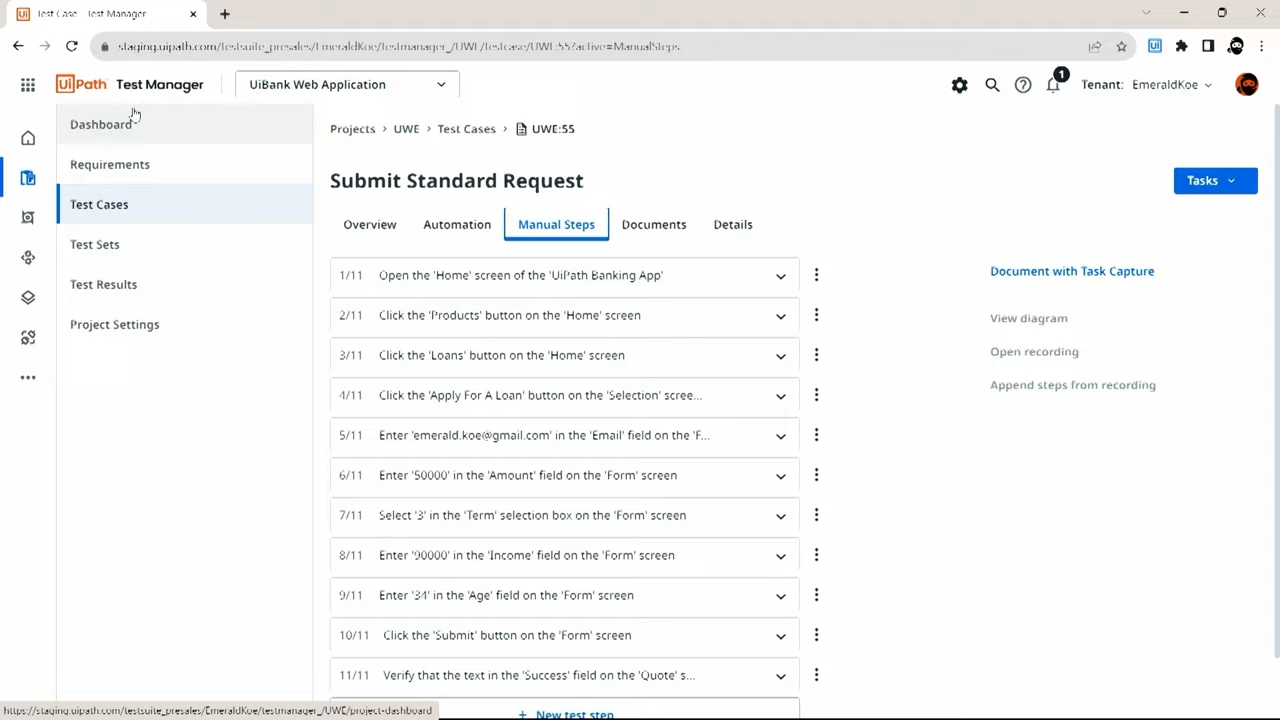 Test Case - Test Manager
staging.uipath.com/testsuite_presales/EmeraldKoe/testmanager_/UWE/testcase/UWE:55?active=ManualSteps
UiPath Test Manager
UiBank Web Application
1
Tenant: EmeraldKoe
Dashboard
Requirements
Test Cases
Test Sets
Test Results
Project Settings
Projects > UWE > Test Cases > UWE:55
Submit Standard Request
Tasks
Overview
Automation
Manual Steps
Documents
Details
1/11 Open the 'Home' screen of the 'UiPath Banking App'
2/11 Click the 'Products' button on the 'Home' screen
3/11 Click the 'Loans' button on the 'Home' screen
4/11 Click the 'Apply For A Loan' button on the 'Selection' scree...
5/11 Enter 'emerald.koe@gmail.com' in the 'Email' field on the 'F...
6/11 Enter '50000' in the 'Amount' field on the 'Form' screen
7/11 Select '3' in the 'Term' selection box on the 'Form' screen
8/11 Enter '90000' in the 'Income' field on the 'Form' screen
9/11 Enter '34' in the 'Age' field on the 'Form' screen
10/11 Click the 'Submit' button on the 'Form' screen
11/11 Verify that the text in the 'Success' field on the 'Quote' s...
+ New test step
Document with Task Capture
View diagram
Open recording
Append steps from recording
https://staging.uipath.com/testsuite_presales/EmeraldKoe/testmanager_/UWE/project-dashboard